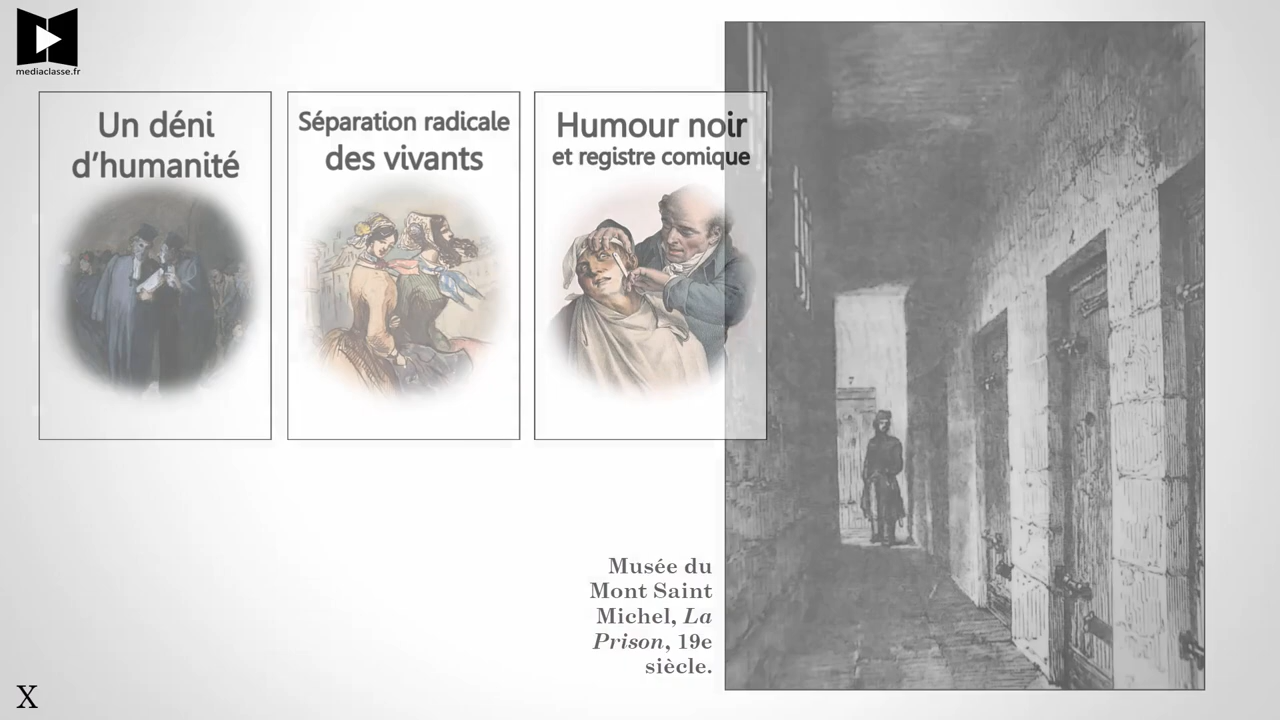 mediaclasse.fr
Un déni
d’humanité
Séparation radicale
des vivants
Humour noir
et registre comique
Musée du
Mont Saint
Michel, La
Prison, 19e
siècle.
X